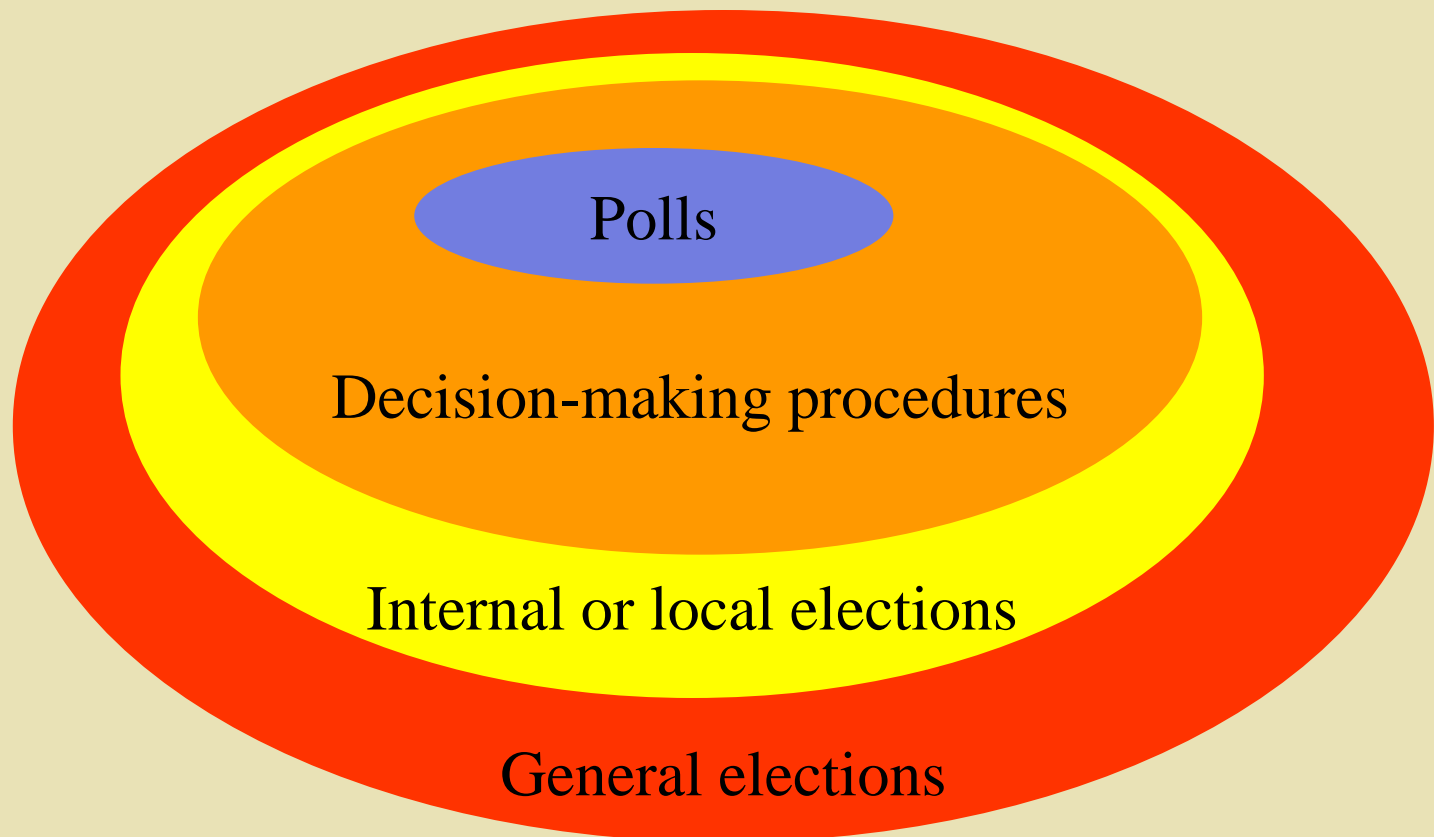 Polls
Decision-making procedures
Internal or local elections
General elections